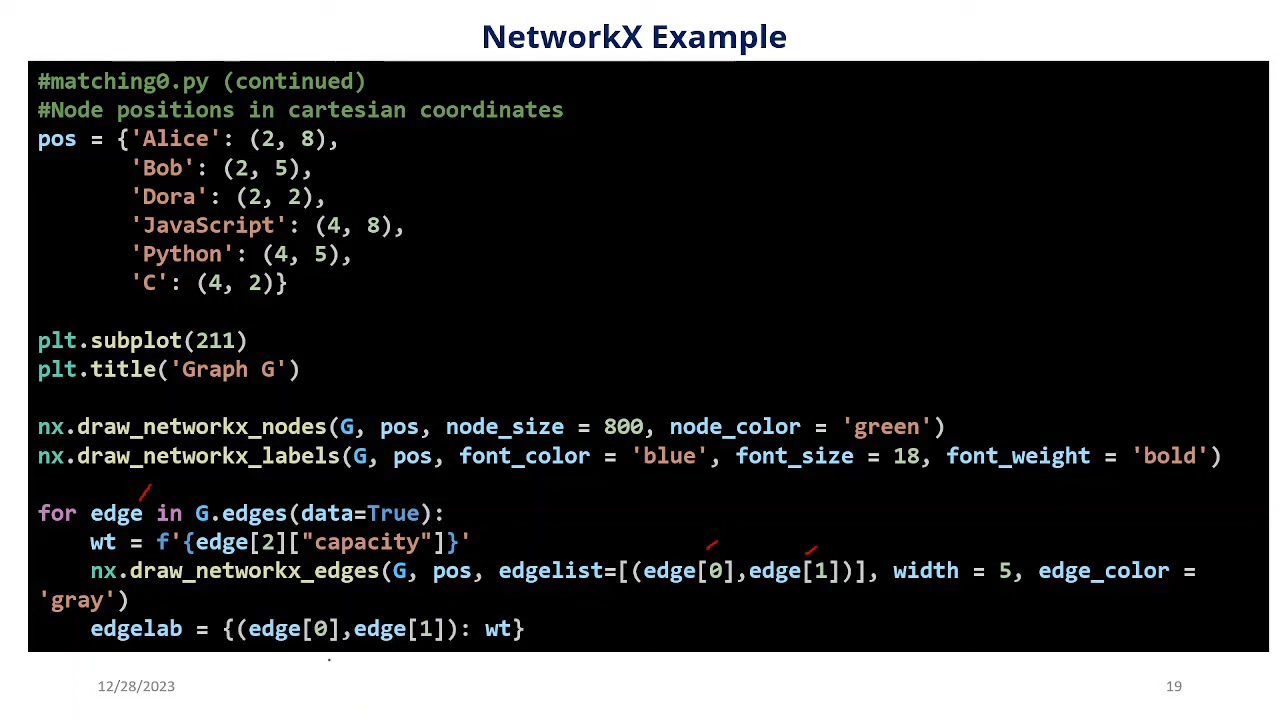 NetworkX Example
#matching0.py (continued)
#Node positions in cartesian coordinates
pos = {'Alice': (2, 8),
       'Bob': (2, 5),
       'Dora': (2, 2),
       'JavaScript': (4, 8),
       'Python': (4, 5),
       'C': (4, 2)}
plt.subplot(211)
plt.title('Graph G')
nx.draw_networkx_nodes(G, pos, node_size = 800, node_color = 'green')
nx.draw_networkx_labels(G, pos, font_color = 'blue', font_size = 18, font_weight = 'bold')
for edge in G.edges(data=True):
    wt = f'{edge[2]["capacity"]}'
    nx.draw_networkx_edges(G, pos, edgelist=[(edge[0],edge[1])], width = 5, edge_color =
'gray')
    edgelab = {(edge[0],edge[1]): wt}
12/28/2023
19